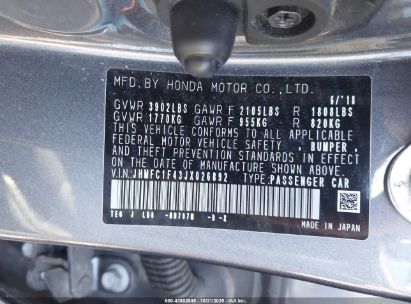 MFD. BY HONDA MOTOR CO., LTD.
6/18
GVWR 3902LBS GAWR F 2105LBS R 1808LBS
GVWR 1770KG GAWR F 955KG R 820KG
THIS VEHICLE CONFORMS TO ALL APPLICABLE
FEDERAL MOTOR VEHICLE SAFETY, BUMPER,
AND THEFT PREVENTION STANDARDS IN EFFECT ON
THE DATE OF MANUFACTURE SHOWN ABOVE.
V.I.N: JHMFC1F43JX026892 TYPE: PASSENGER CAR
MADE IN JAPAN